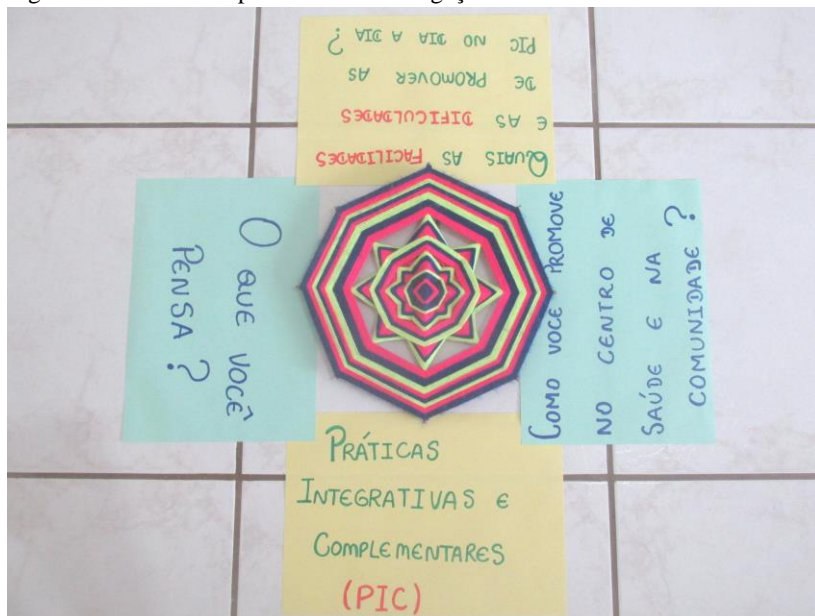 QUAIS AS FACILIDADES
E AS DIFICULDADES
DE PROMOVER AS
PIC NO DIA A DIA?
O QUE VOCÊ
PENSA?
COMO VOCE PROMOVE
NO CENTRO DE
SAÚDE E NA
COMUNIDADE?
PRÁTICAS
INTEGRATIVAS E
COMPLEMENTARES
(PIC)